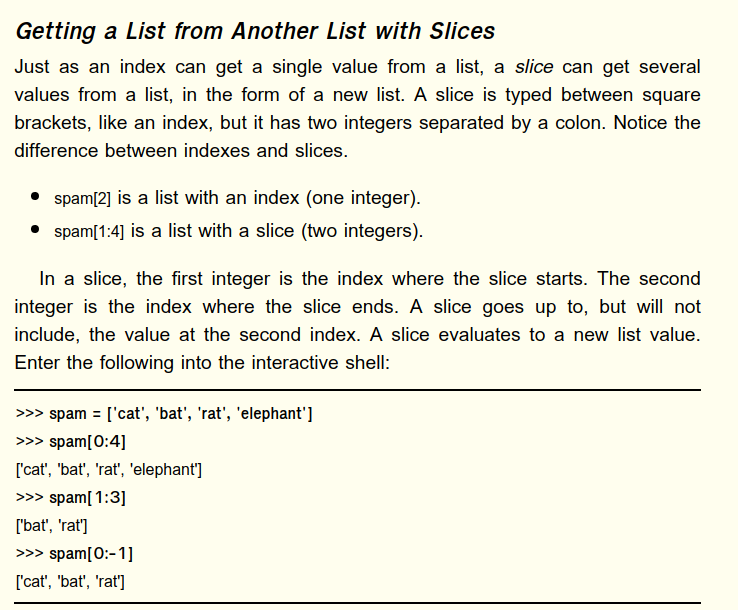 Getting a List from Another List with Slices
Just as an index can get a single value from a list, a slice can get several
values from a list, in the form of a new list. A slice is typed between square
brackets, like an index, but it has two integers separated by a colon. Notice the
difference between indexes and slices.
• spam[2] is a list with an index (one integer).
• spam[1:4] is a list with a slice (two integers).
In a slice, the first integer is the index where the slice starts. The second
integer is the index where the slice ends. A slice goes up to, but will not
include, the value at the second index. A slice evaluates to a new list value.
Enter the following into the interactive shell:
>>> spam = ['cat', 'bat', 'rat', 'elephant']
>>> spam[0:4]
['cat', 'bat', 'rat', 'elephant']
>>> spam[1:3]
['bat', 'rat']
>>> spam[0:-1]
['cat', 'bat', 'rat']